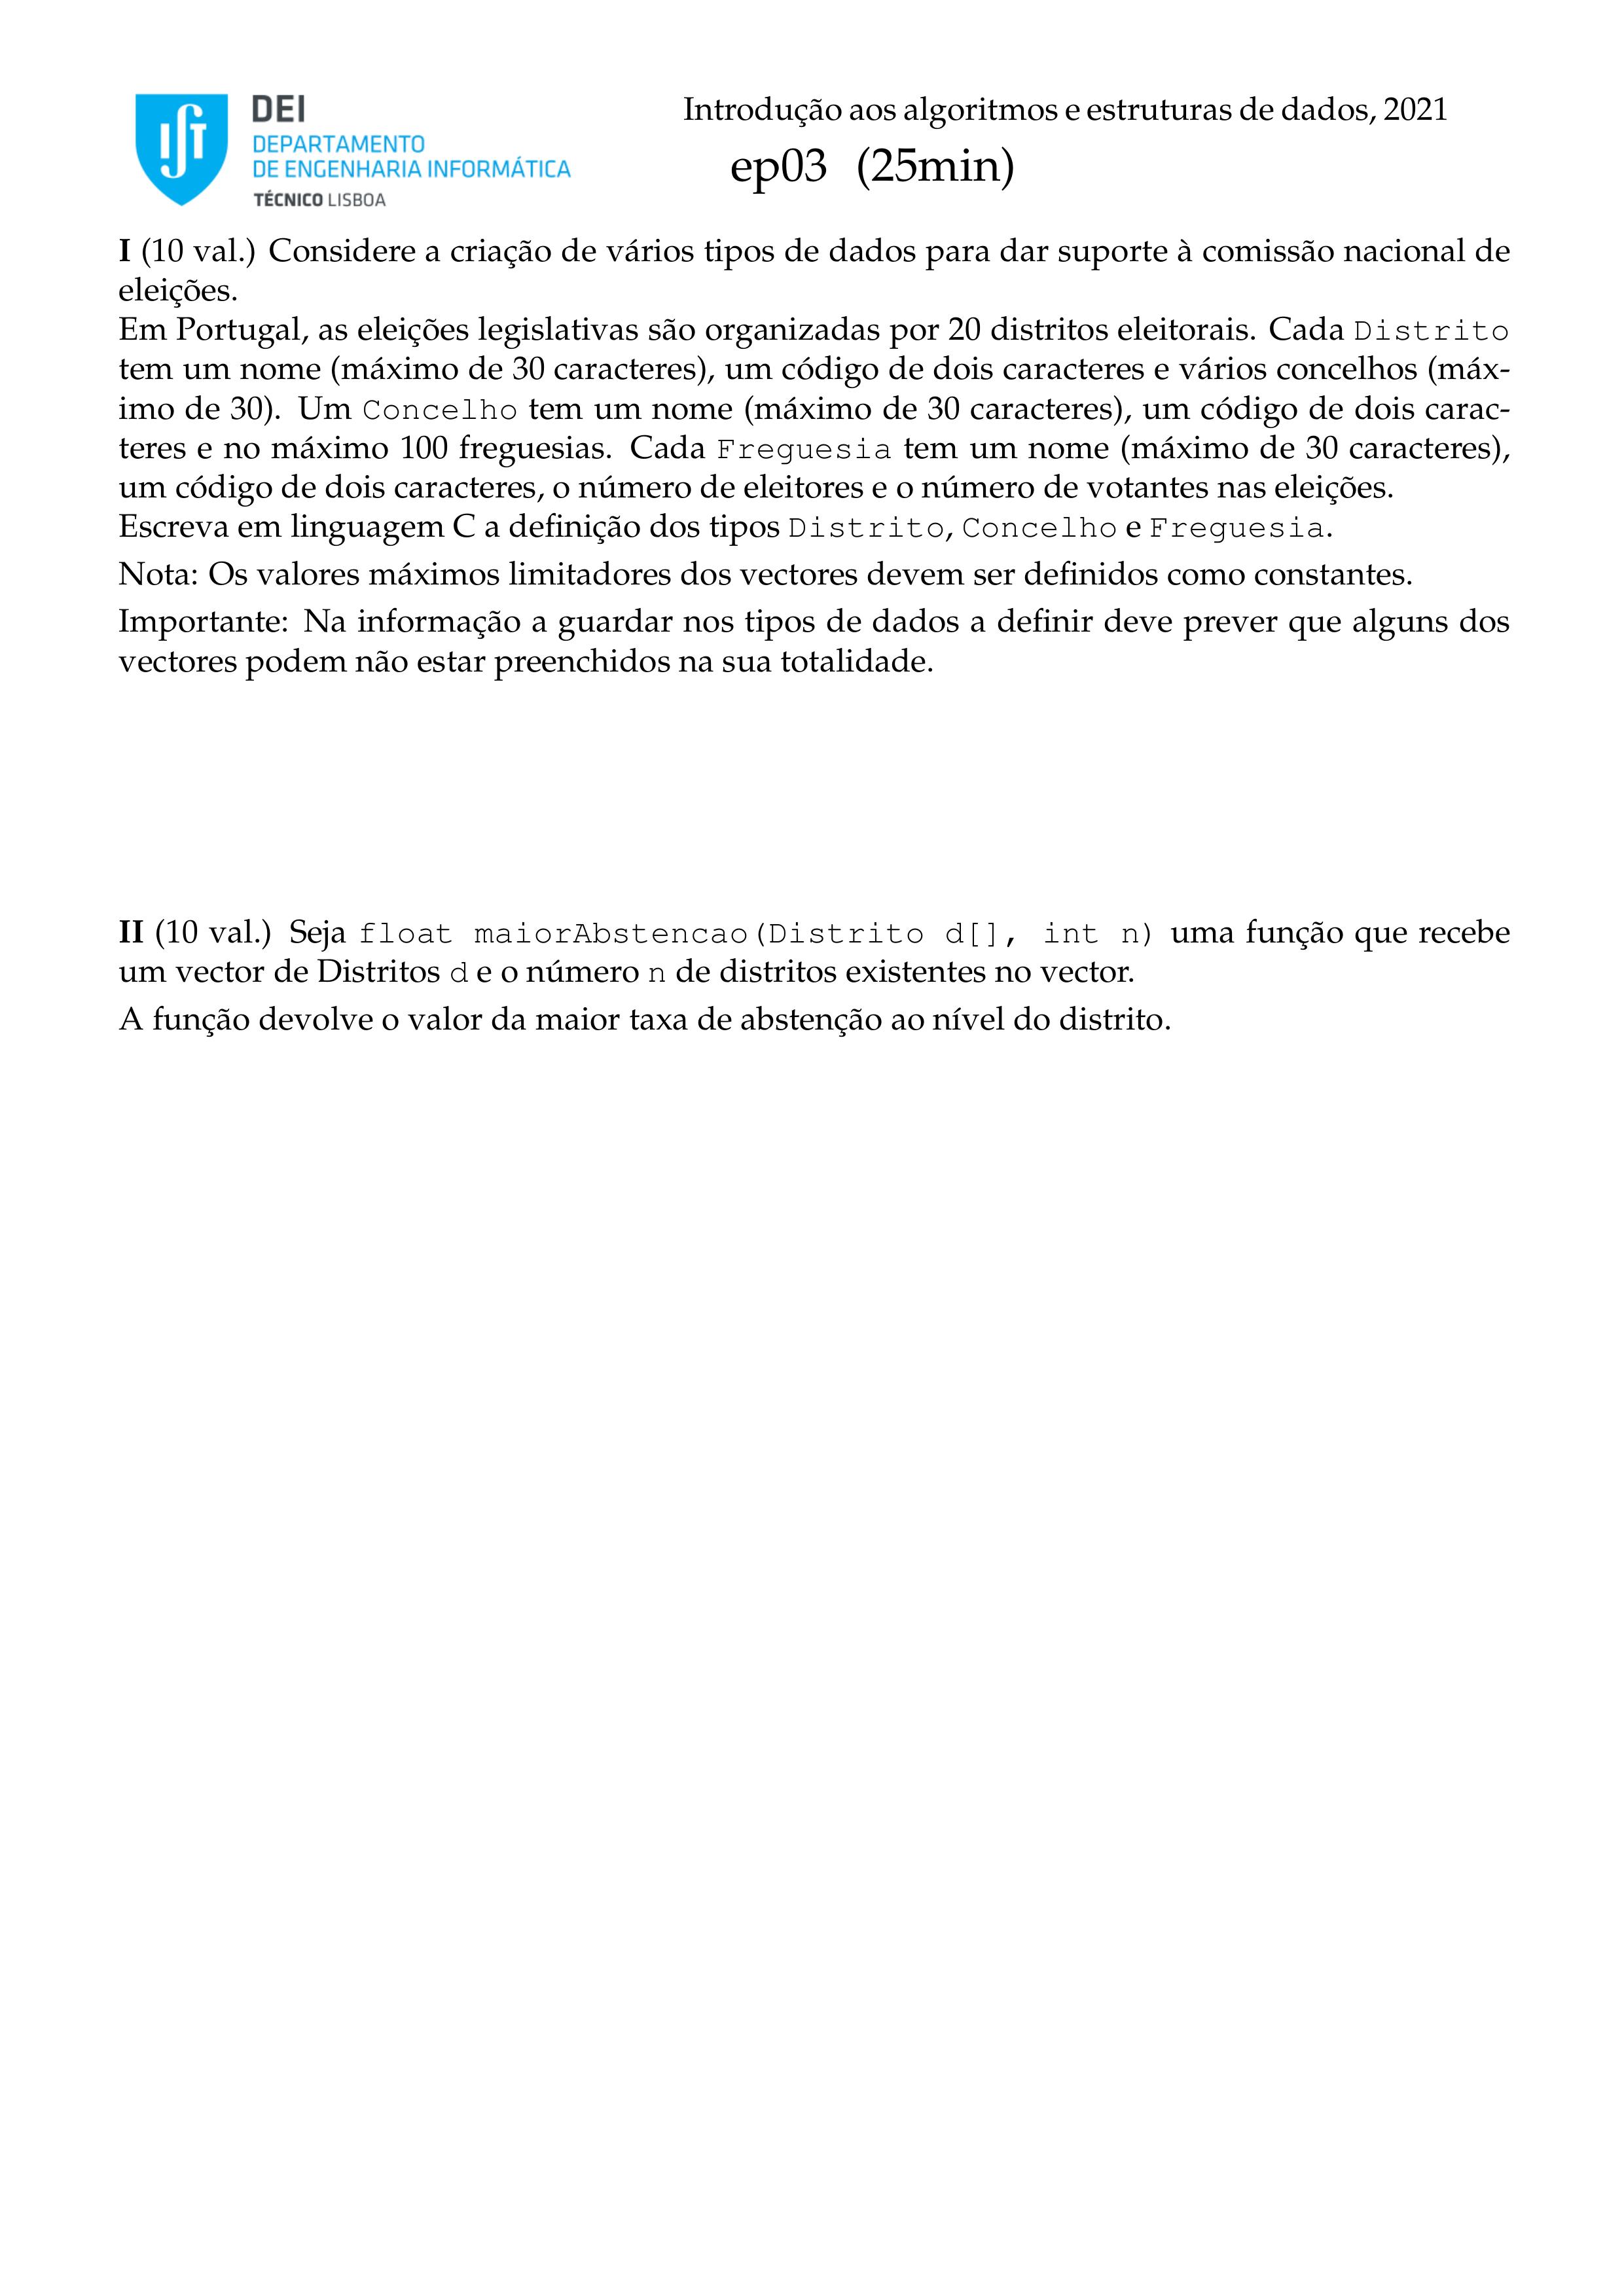 DEI
DEPARTAMENTO
DE ENGENHARIA INFORMÁTICA
TÉCNICO LISBOA
Introdução aos algoritmos e estruturas de dados, 2021
ep03 (25min)
I (10 val.) Considere a criação de vários tipos de dados para dar suporte à comissão nacional de
eleições.
Em Portugal, as eleições legislativas são organizadas por 20 distritos eleitorais. Cada Distrito
tem um nome (máximo de 30 caracteres), um código de dois caracteres e vários concelhos (máx-
imo de 30). Um Concelho tem um nome (máximo de 30 caracteres), um código de dois carac-
teres e no máximo 100 freguesias. Cada Freguesia tem um nome (máximo de 30 caracteres),
um código de dois caracteres, o número de eleitores e o número de votantes nas eleições.
Escreva em linguagem C a definição dos tipos Distrito, Concelho e Freguesia.
Nota: Os valores máximos limitadores dos vectores devem ser definidos como constantes.
Importante: Na informação a guardar nos tipos de dados a definir deve prever que alguns dos
vectores podem não estar preenchidos na sua totalidade.
II (10 val.) Seja float maiorAbstencao(Distrito d[], int n) uma função que recebe
um vector de Distritos d e o número n de distritos existentes no vector.
A função devolve o valor da maior taxa de abstenção ao nível do distrito.